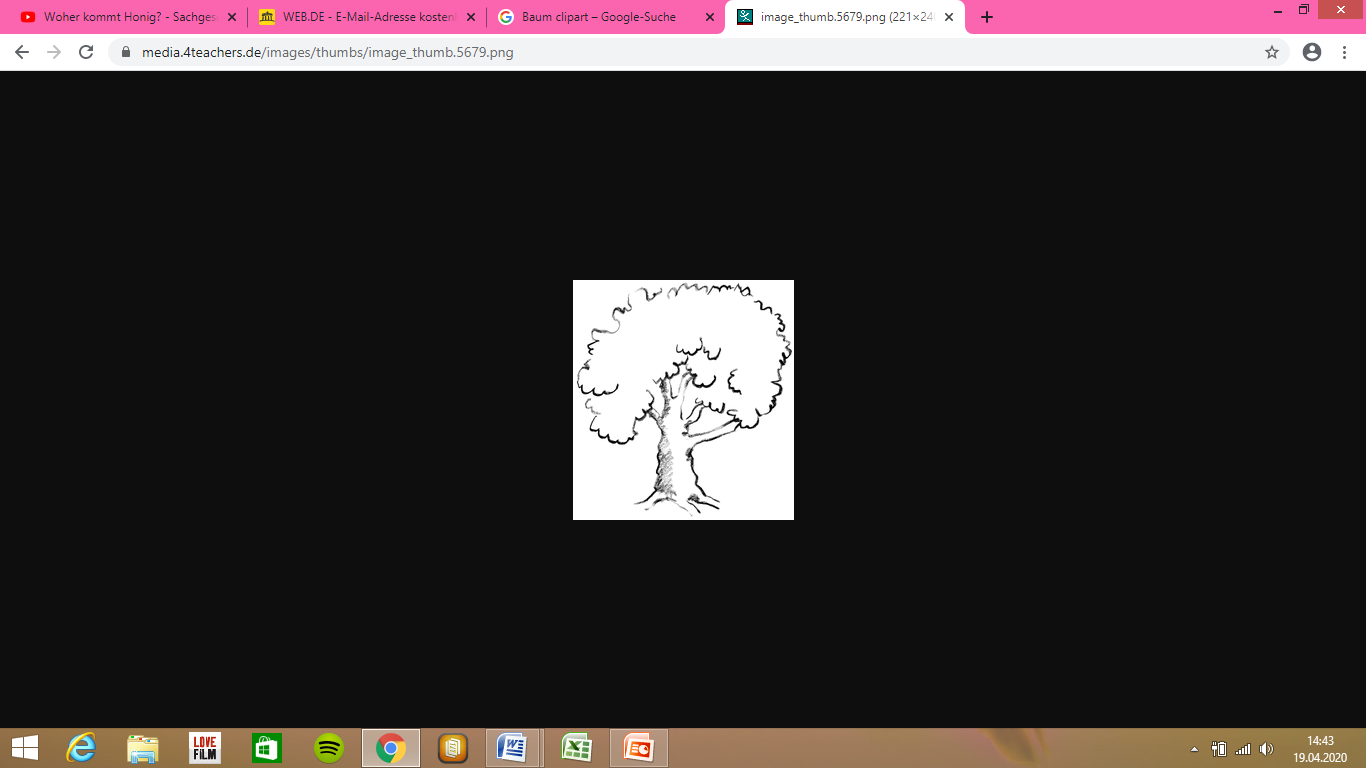 Woher kommt Honig? - Sachges
WEB.DE - E-Mail-Adresse kosten
Baum clipart – Google-Suche
image_thumb.5679.png (221×24
media.4teachers.de/images/thumbs/image_thumb.5679.png
LOVE
FiLM
14:43
19.04.2020